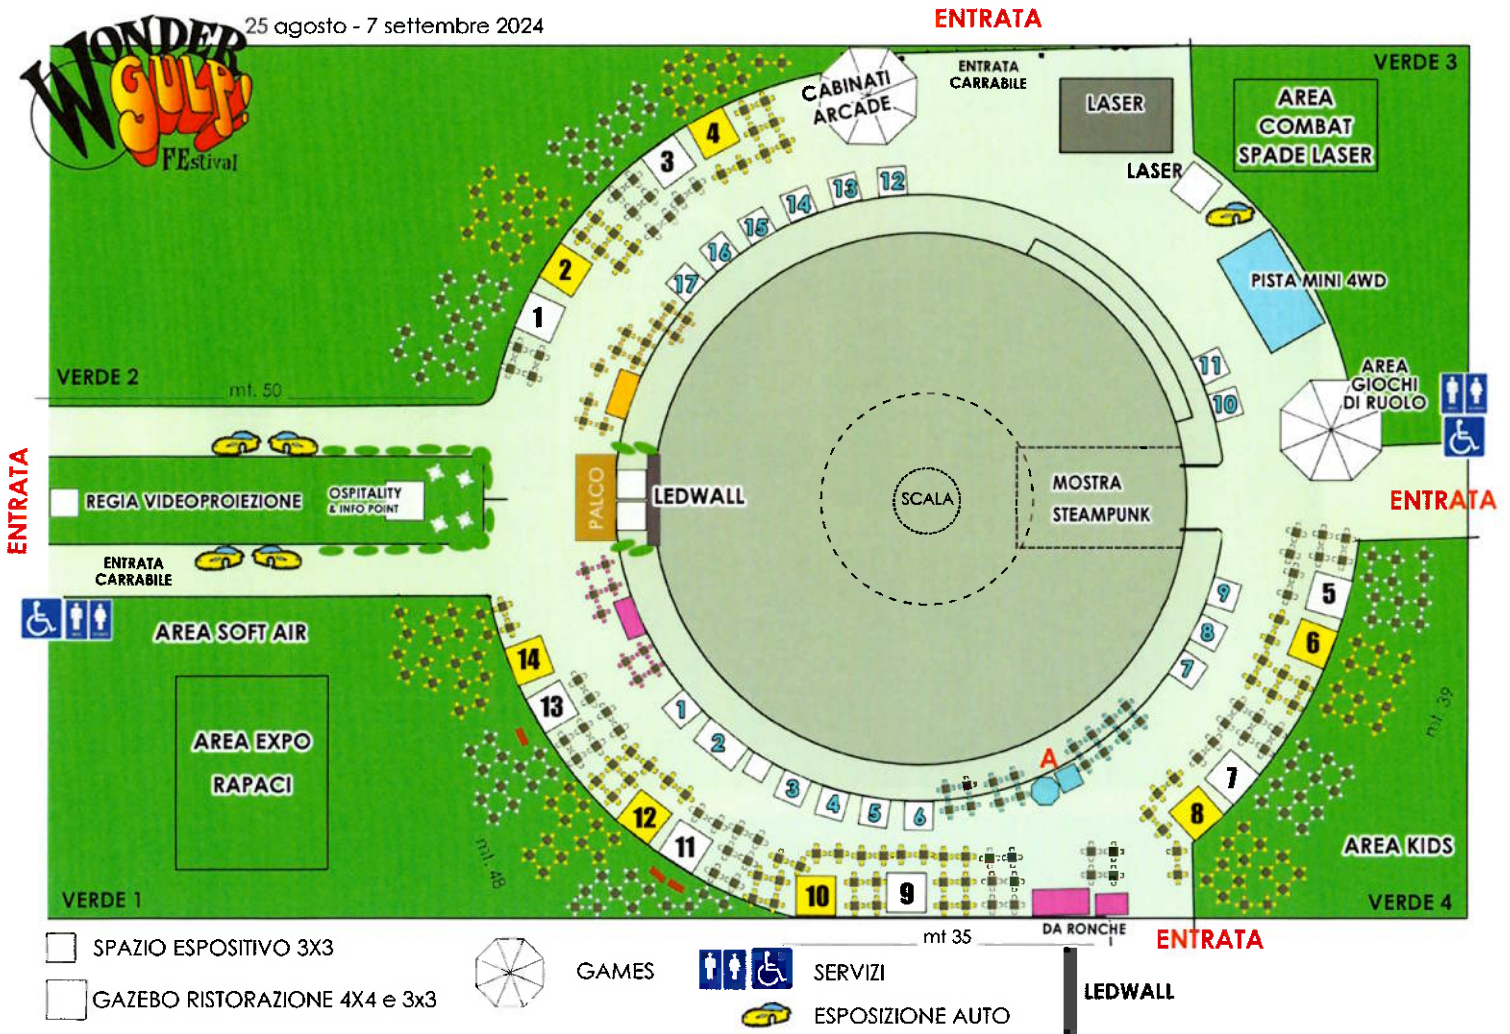 WONDER
GULP!
FEstival
25 agosto - 7 settembre 2024
ENTRATA
ENTRATA
CARRABILE
CABINATI
ARCADE
LASER
VERDE 3
AREA
COMBAT
SPADE LASER
LASER
4
3
2
1
12
13
14
15
16
17
PISTA MINI 4WD
VERDE 2
mt. 50
11
10
AREA
GIOCHI
DI RUOLO
ENTRATA
REGIA VIDEOPROIEZIONE
OSPITALITY
& INFO POINT
PALCO
LEDWALL
SCALA
MOSTRA
STEAMPUNK
ENTRATA
ENTRATA
CARRABILE
AREA SOFT AIR
AREA EXPO
RAPACI
14
13
12
11
10
9
1
2
3
4
5
6
A
9
8
7
5
6
7
8
mt. 39
mt. 48
AREA KIDS
VERDE 1
VERDE 4
DA RONCHE
mt 35
ENTRATA
SPAZIO ESPOSITIVO 3X3
GAZEBO RISTORAZIONE 4X4 e 3x3
GAMES
SERVIZI
ESPOSIZIONE AUTO
LEDWALL